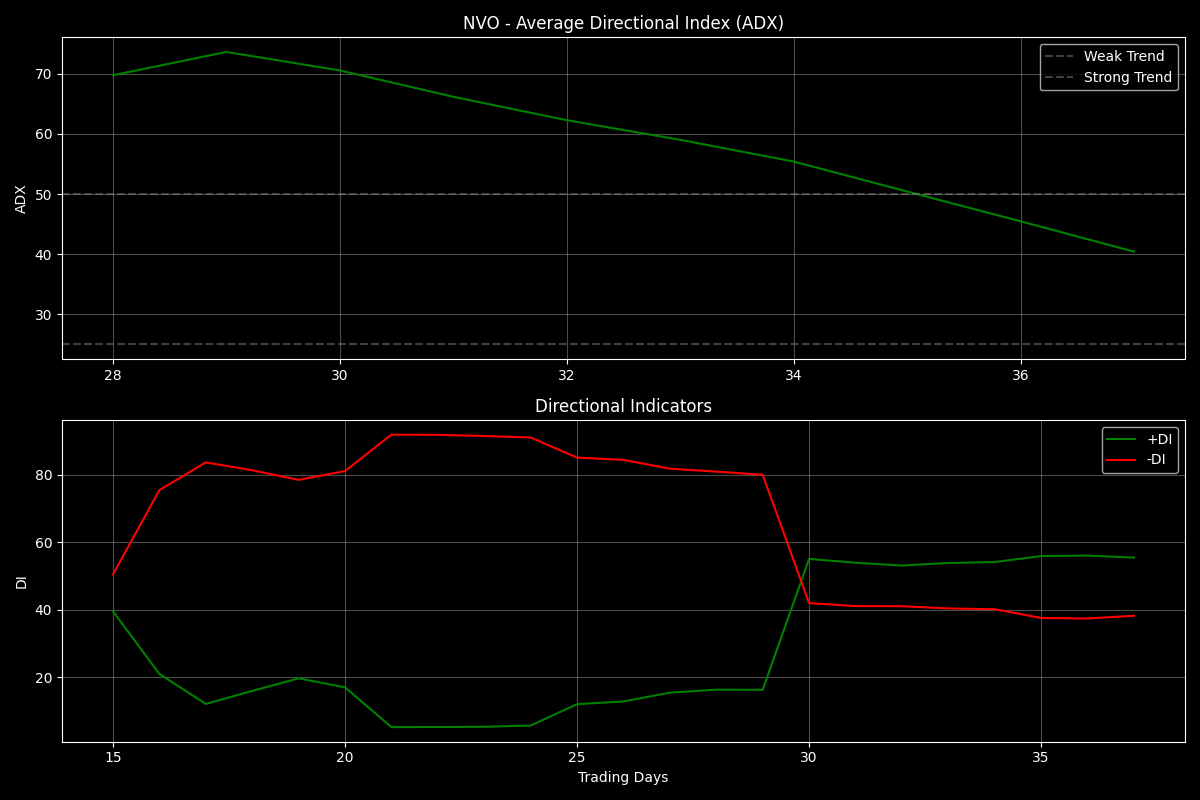 NVO - Average Directional Index (ADX)
Weak Trend
Strong Trend
ADX
70
60
50
40
30
28 30 32 34 36
Directional Indicators
+DI
-DI
DI
80
60
40
20
15 20 25 30 35
Trading Days